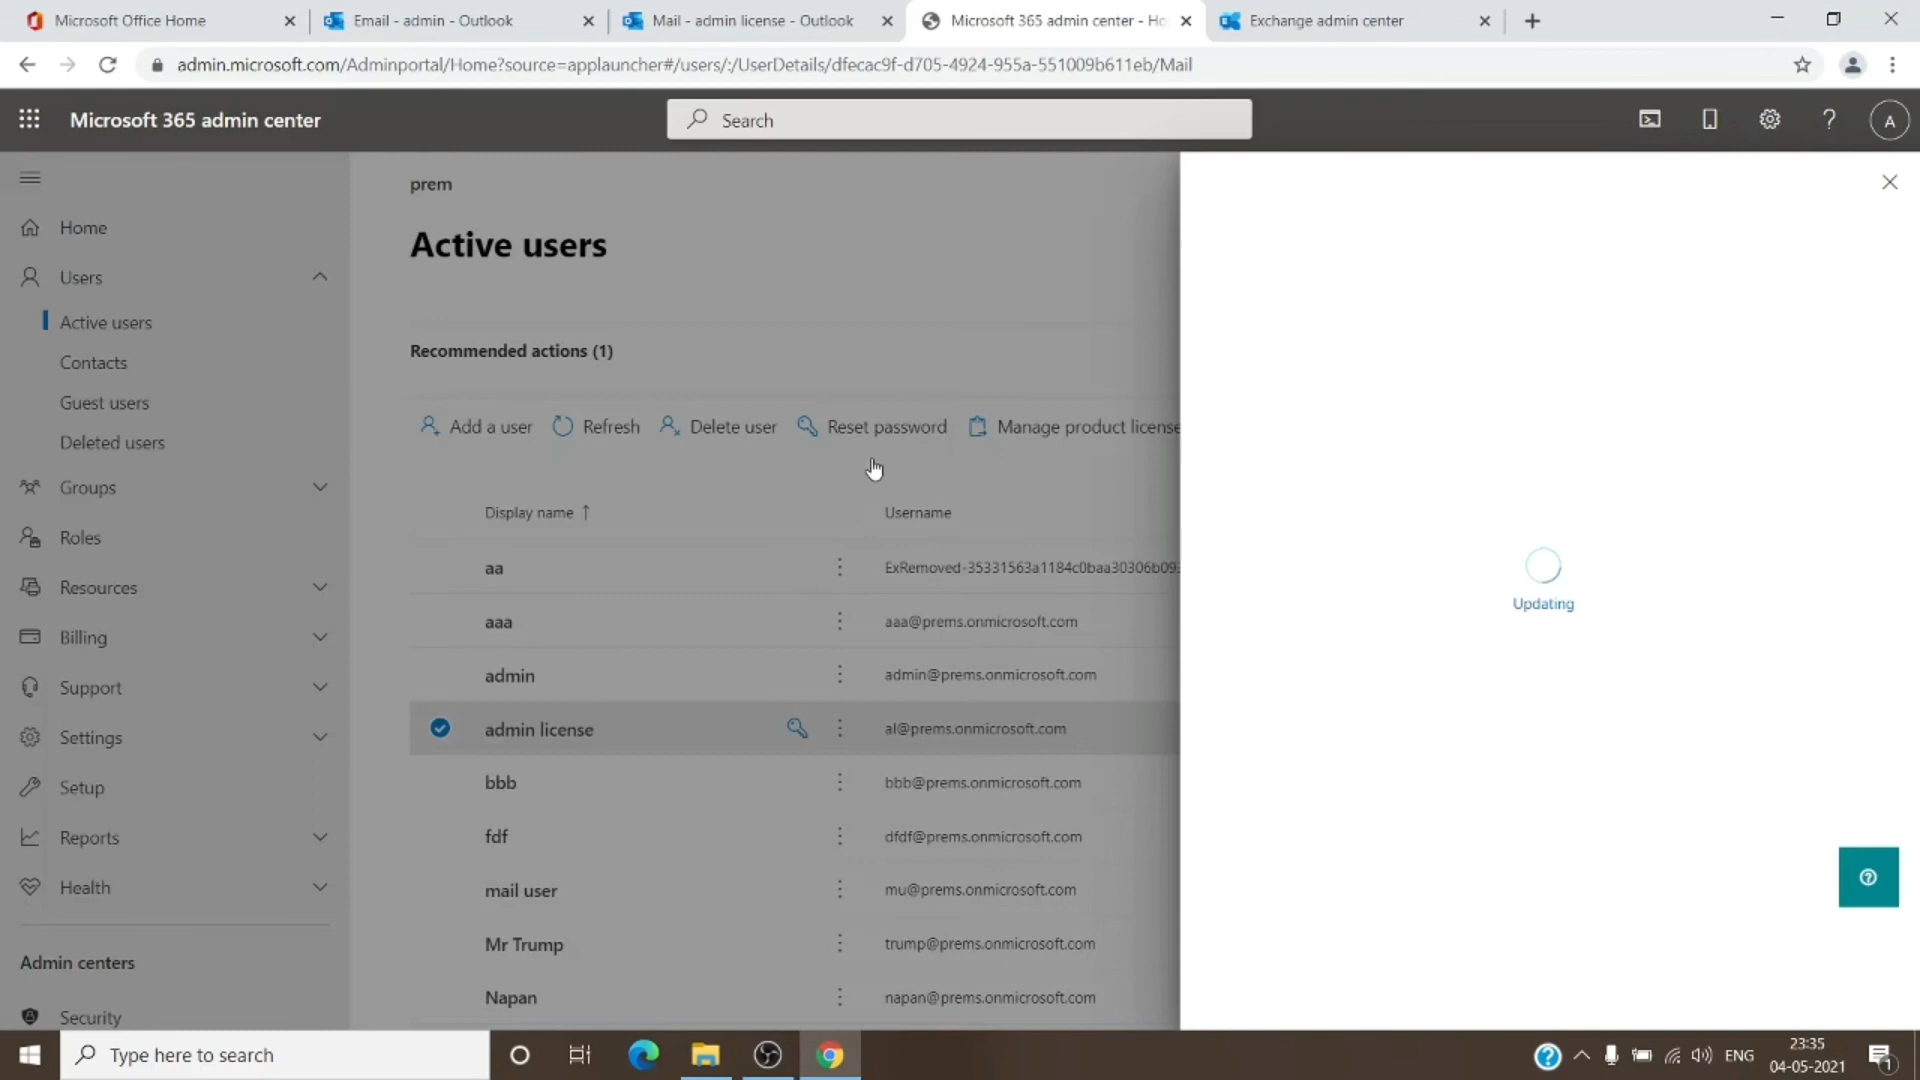 Microsoft Office Home
Email - admin - Outlook
Mail - admin license - Outlook
Microsoft 365 admin center - Ho
Exchange admin center
admin.microsoft.com/Adminportal/Home?source=applauncher#/users/:/UserDetails/dfecac9f-d705-4924-955a-551009b611eb/Mail
Microsoft 365 admin center
Search
A
prem
Home
Active users
Users
Active users
Recommended actions (1)
Contacts
Guest users
Add a user
Refresh
Delete user
Reset password
Manage product license
Deleted users
Groups
Display name ↑
Username
Roles
aa
ExRemoved-35331563a1184c0baa30306b09
Resources
Updating
aaa
aaa@prems.onmicrosoft.com
Billing
admin
admin@prems.onmicrosoft.com
Support
admin license
al@prems.onmicrosoft.com
Settings
bbb
bbb@prems.onmicrosoft.com
Setup
fdf
dfdf@prems.onmicrosoft.com
Reports
mail user
mu@prems.onmicrosoft.com
Health
Mr Trump
trump@prems.onmicrosoft.com
Admin centers
Napan
napan@prems.onmicrosoft.com
Security
Type here to search
ENG
23:35
04-05-2021
1